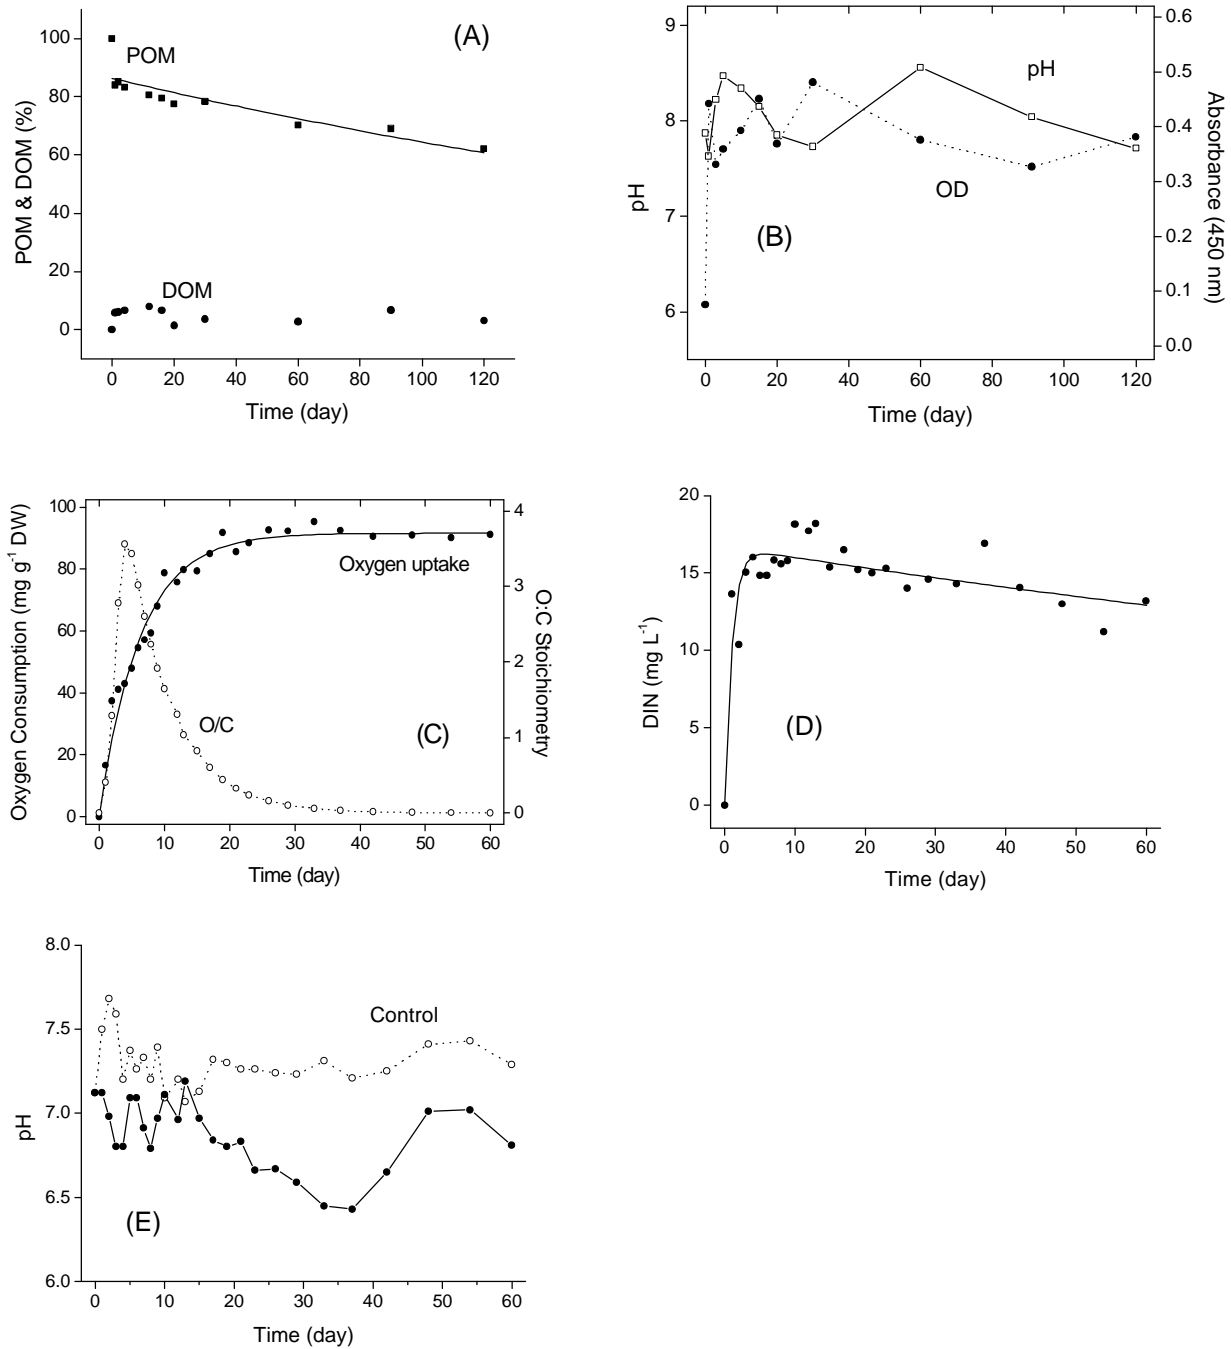 (A)
POM
DOM
POM & DOM (%)
100
80
60
40
20
0
0 20 40 60 80 100 120
Time (day)
(B)
pH
OD
pH
9
8
7
6
Absorbance (450 nm)
0.6
0.5
0.4
0.3
0.2
0.1
0.0
0 20 40 60 80 100 120
Time (day)
Oxygen Consumption (mg g⁻¹ DW)
100
80
60
40
20
0
Oxygen uptake
O/C
(C)
O:C Stoichiometry
4
3
2
1
0
0 10 20 30 40 50 60
Time (day)
DIN (mg L⁻¹)
20
15
10
5
0
(D)
0 10 20 30 40 50 60
Time (day)
pH
8.0
7.5
7.0
6.5
6.0
Control
(E)
0 10 20 30 40 50 60
Time (day)